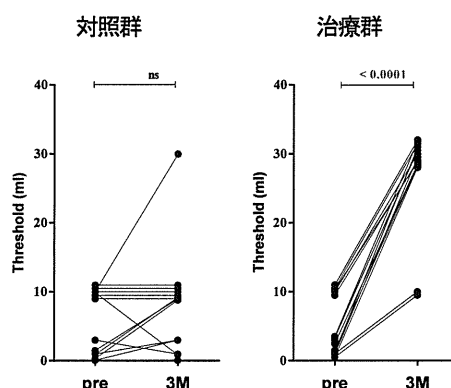 対照群
治療群
ns
< 0.0001
40
30
20
10
0
Threshold (ml)
pre
3M
40
30
20
10
0
Threshold (ml)
pre
3M